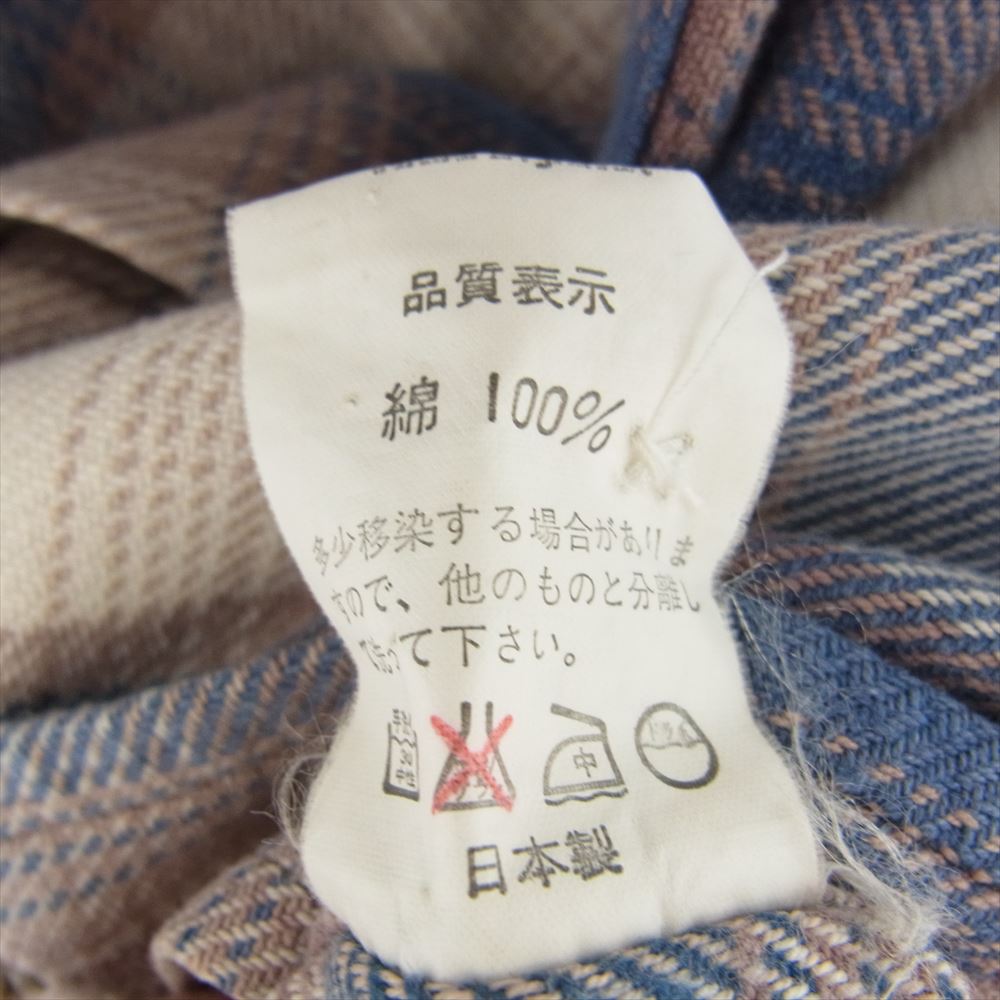 品質表示
綿 100%
多少移染する場合がありま
すので、他のものと分離し
て洗って下さい。
中
日本製